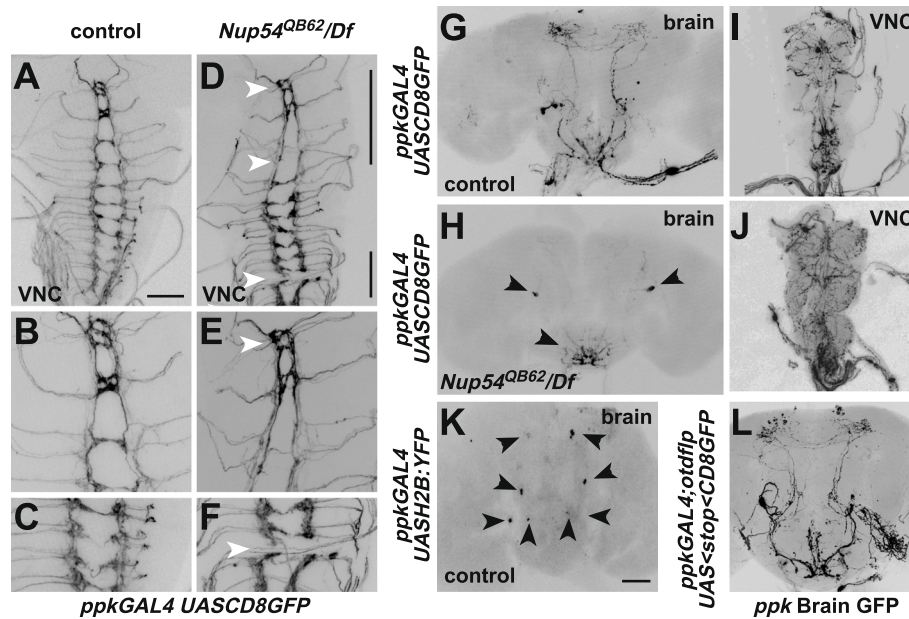 control
Nup54QB62/Df
A
D
VNC
VNC
B
E
C
F
ppkGAL4 UASCD8GFP
ppkGAL4
UASCD8GFP
G
brain
control
I
VNC
ppkGAL4
UASCD8GFP
H
brain
Nup54QB62/Df
J
VNC
ppkGAL4
UASH2B:YFP
K
brain
control
ppkGAL4;otdflp
UAS<stop<CD8GFP
L
ppk Brain GFP